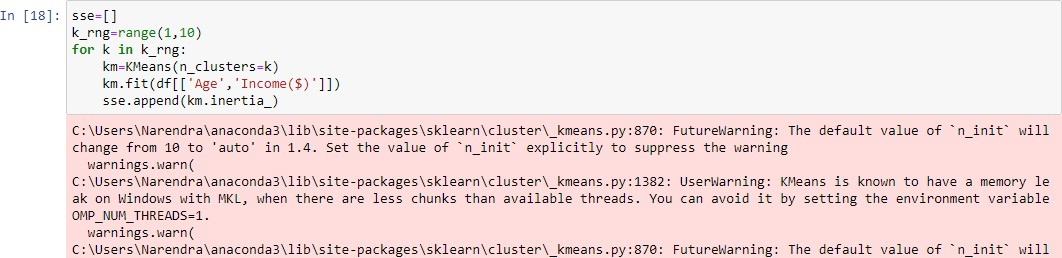 In [18]: sse=[]
k_rng=range(1,10)
for k in k_rng:
    km=KMeans(n_clusters=k)
    km.fit(df[['Age','Income($)']])
    sse.append(km.inertia_)
C:\Users\Narendra\anaconda3\lib\site-packages\sklearn\cluster\_kmeans.py:870: FutureWarning: The default value of `n_init` will
change from 10 to 'auto' in 1.4. Set the value of `n_init` explicitly to suppress the warning
  warnings.warn(
C:\Users\Narendra\anaconda3\lib\site-packages\sklearn\cluster\_kmeans.py:1382: UserWarning: KMeans is known to have a memory le
ak on Windows with MKL, when there are less chunks than available threads. You can avoid it by setting the environment variable
OMP_NUM_THREADS=1.
  warnings.warn(
C:\Users\Narendra\anaconda3\lib\site-packages\sklearn\cluster\_kmeans.py:870: FutureWarning: The default value of `n_init` will